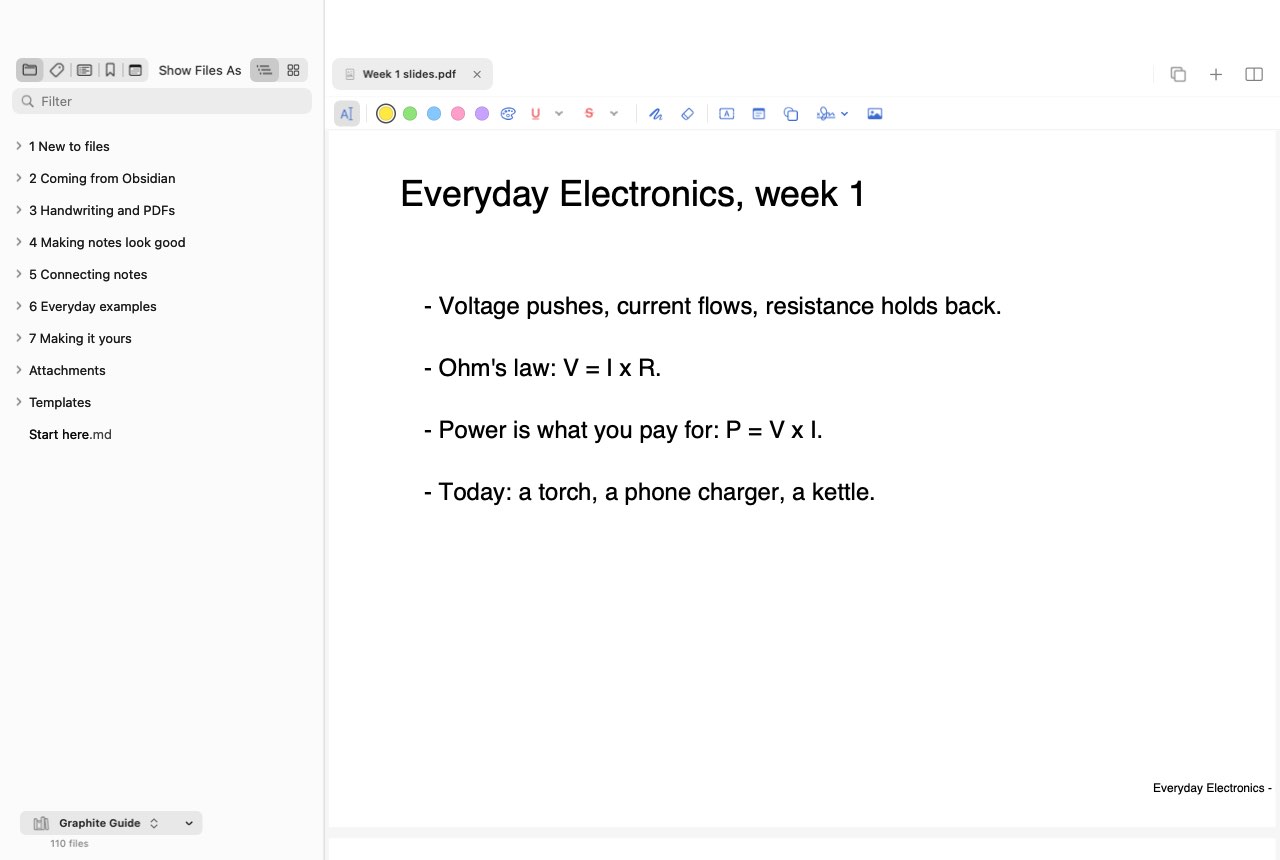 Show Files As
Filter
1 New to files
2 Coming from Obsidian
3 Handwriting and PDFs
4 Making notes look good
5 Connecting notes
6 Everyday examples
7 Making it yours
Attachments
Templates
Start here.md
Graphite Guide
110 files
Week 1 slides.pdf
Everyday Electronics, week 1
- Voltage pushes, current flows, resistance holds back.
- Ohm's law: V = I x R.
- Power is what you pay for: P = V x I.
- Today: a torch, a phone charger, a kettle.
Everyday Electronics -